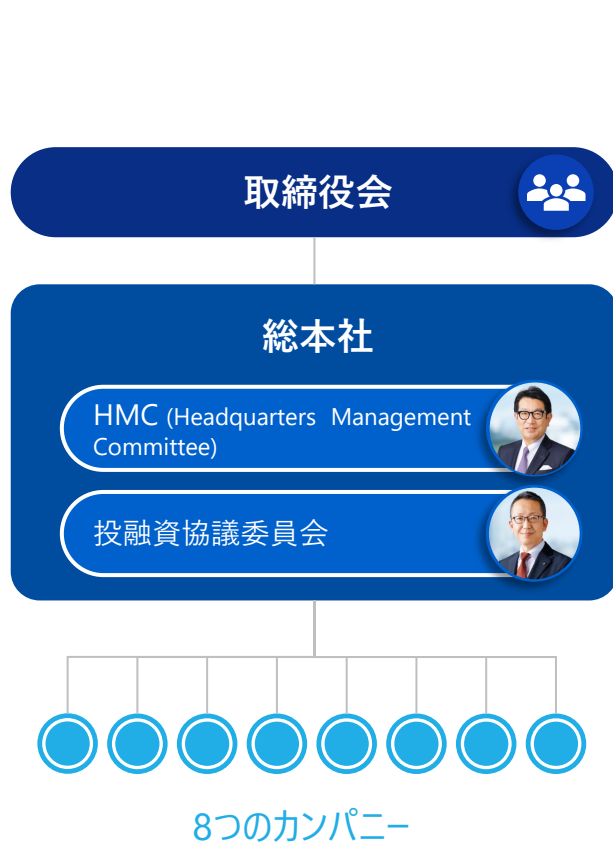 取締役会
総本社
HMC (Headquarters Management
Committee)
投融資協議委員会
8つのカンパニー